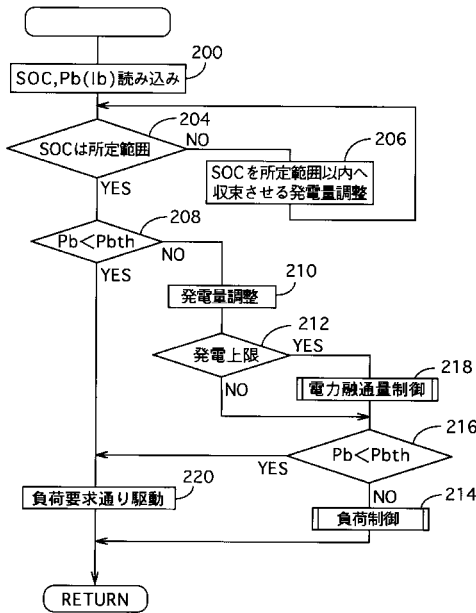 200
SOC,Pb(Ib)読み込み
204
SOCは所定範囲
NO
YES
206
SOCを所定範囲以内へ
収束させる発電量調整
208
Pb<Pbth
NO
YES
210
発電量調整
212
発電上限
YES
NO
218
電力融通量制御
216
Pb<Pbth
YES
NO
220
負荷要求通り駆動
214
負荷制御
RETURN